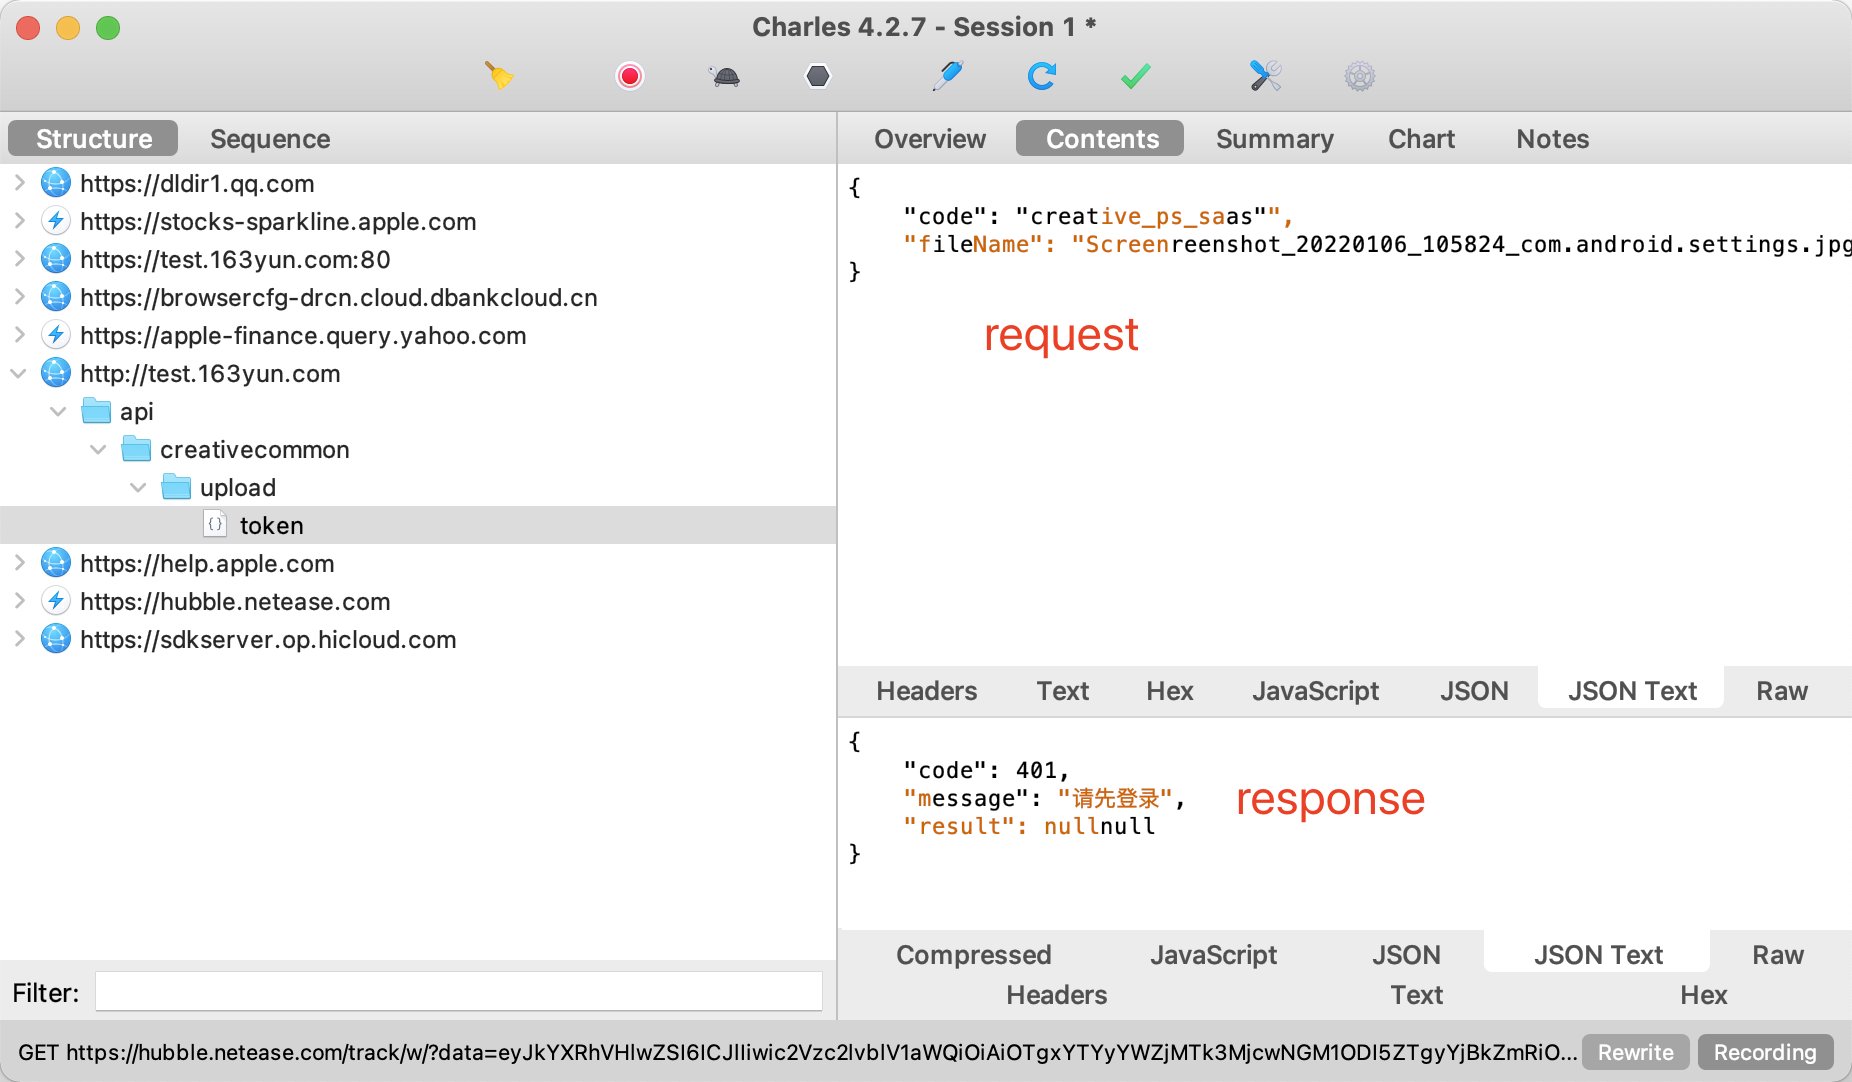 Charles 4.2.7 - Session 1 *
Structure
Sequence
https://dldir1.qq.com
https://stocks-sparkline.apple.com
https://test.163yun.com:80
https://browsercfg-drcn.cloud.dbankcloud.cn
https://apple-finance.query.yahoo.com
http://test.163yun.com
api
creativecommon
upload
token
https://help.apple.com
https://hubble.netease.com
https://sdkserver.op.hicloud.com
Filter:
Overview
Contents
Summary
Chart
Notes
{
"code": "creative_ps_saas"",
"fileName": "Screenreenshot_20220106_105824_com.android.settings.jpg
}
request
Headers
Text
Hex
JavaScript
JSON
JSON Text
Raw
{
"code": 401,
"message": "请先登录",
"result": nullnull
}
response
Compressed
JavaScript
JSON
JSON Text
Raw
Headers
Text
Hex
GET https://hubble.netease.com/track/w/?data=eyJkYXRhVHlwZSI6ICJlIiwic2Vzc2lvblV1aWQiOiAiOTgxYTYyYWZjMTk3MjcwNGM1ODI5ZTgyYjBkZmRiO...
Rewrite
Recording